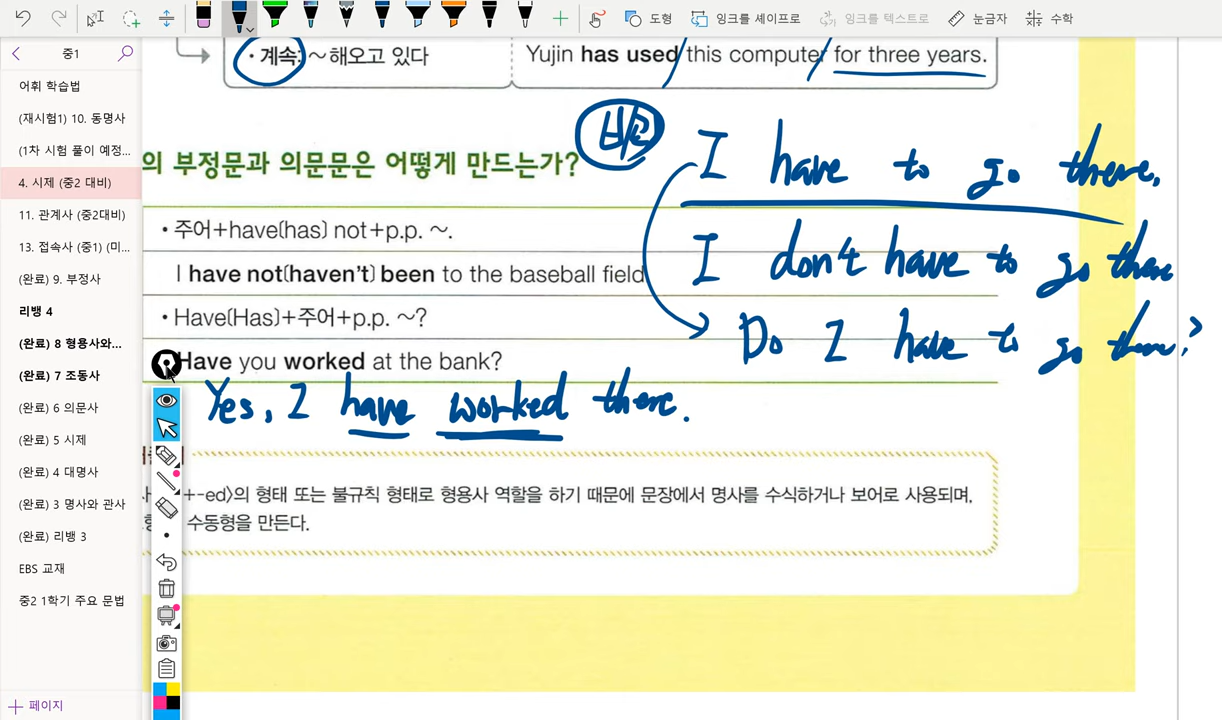 도형
잉크를 셰이프로
잉크를 텍스트로
눈금자
수학
중1
어휘 학습법
(재시험1) 10. 동명사
(1차 시험 풀이 예정...
4. 시제 (중2 대비)
11. 관계사 (중2대비)
13. 접속사 (중1) (미...
(완료) 9. 부정사
리뱅 4
(완료) 8 형용사와...
(완료) 7 조동사
(완료) 6 의문사
(완료) 5 시제
(완료) 4 대명사
(완료) 3 명사와 관사
(완료) 리뱅 3
EBS 교재
중2 1학기 주요 문법
페이지
• 계속: ~해오고 있다
Yujin has used this computer for three years.
비교
I have to go there.
의 부정문과 의문문은 어떻게 만드는가?
• 주어+have(has) not+p.p. ~.
I don't have to go there
I have not(haven't) been to the baseball field
• Have(Has)+주어+p.p. ~?
Do I have to go there?
Have you worked at the bank?
Yes, I have worked there.
+-ed>의 형태 또는 불규칙 형태로 형용사 역할을 하기 때문에 문장에서 명사를 수식하거나 보어로 사용되며,
수동형을 만든다.